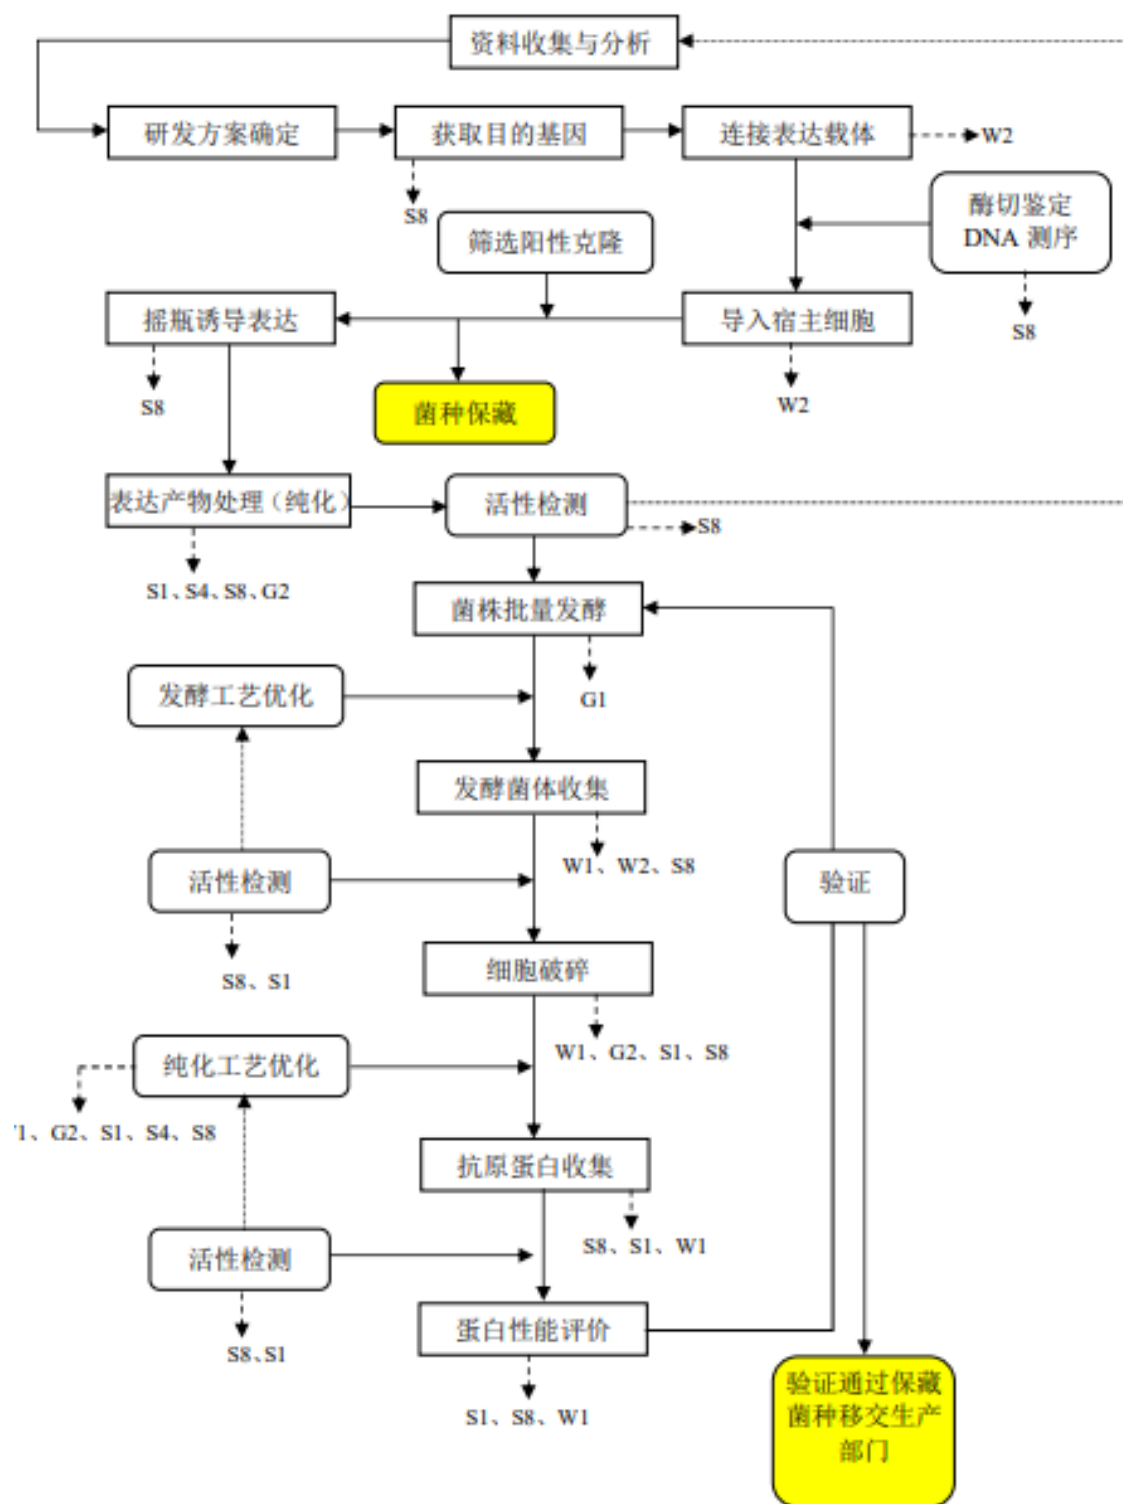 资料收集与分析
研发方案确定
获取目的基因
连接表达载体
W2
S8
筛选阳性克隆
酶切鉴定
DNA 测序
S8
摇瓶诱导表达
导入宿主细胞
S8
菌种保藏
W2
表达产物处理（纯化）
活性检测
S8
S1、S4、S8、G2
菌株批量发酵
G1
发酵工艺优化
发酵菌体收集
W1、W2、S8
活性检测
验证
S8、S1
细胞破碎
W1、G2、S1、S8
纯化工艺优化
1、G2、S1、S4、S8
抗原蛋白收集
S8、S1、W1
活性检测
S8、S1
蛋白性能评价
S1、S8、W1
验证通过保藏
菌种移交生产
部门